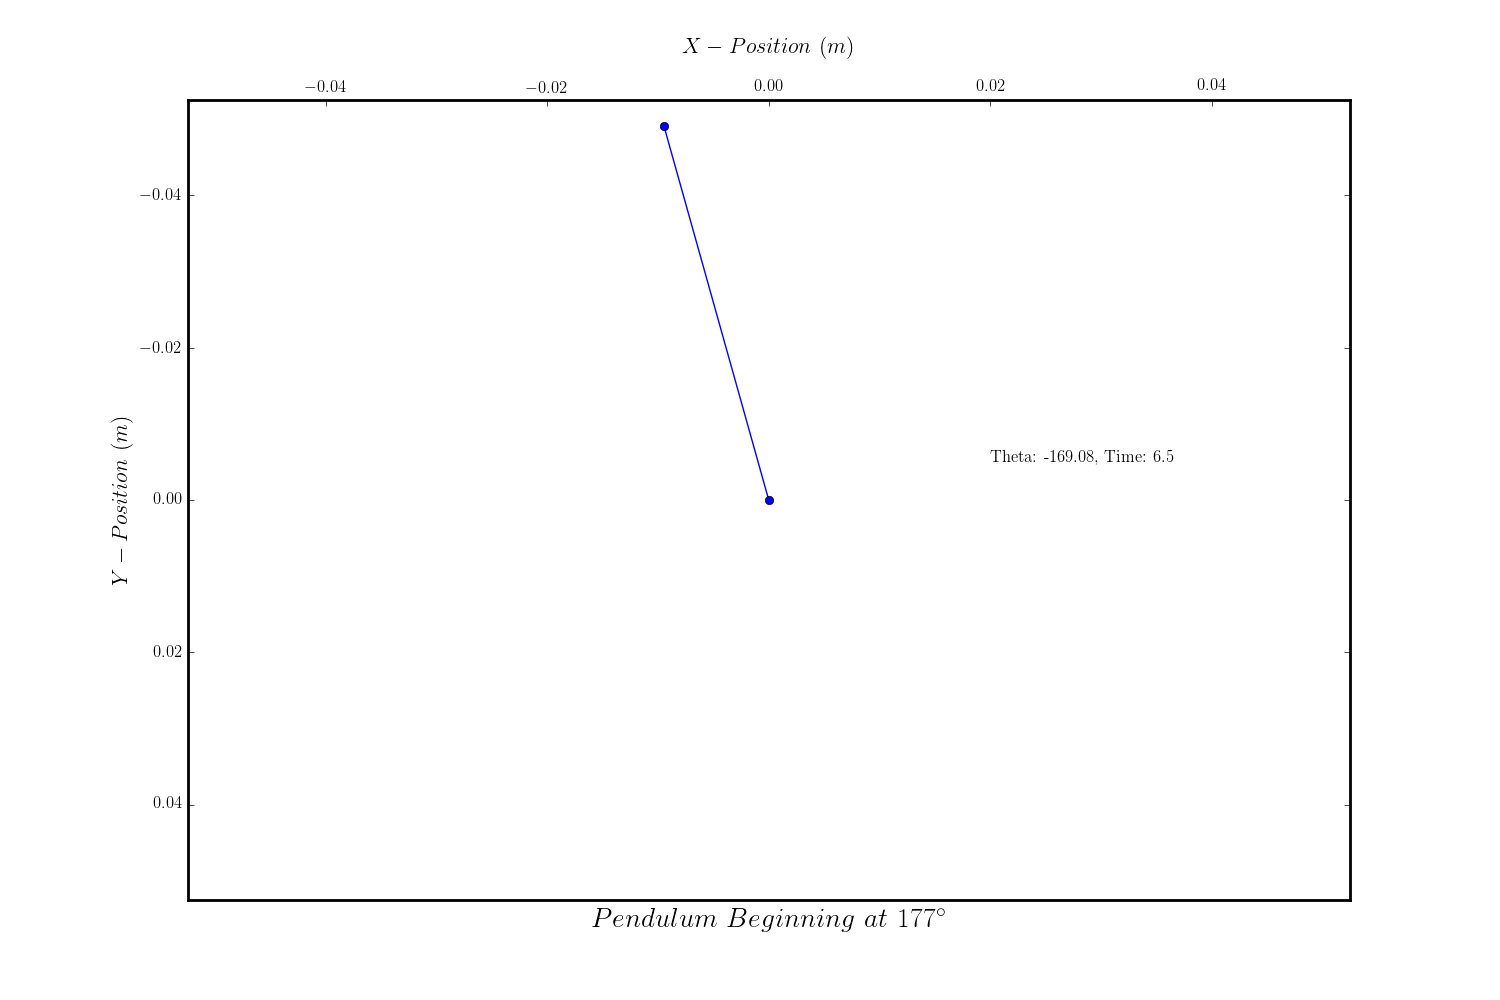 X − Position (m)
−0.04 −0.02 0.00 0.02 0.04
−0.04
−0.02
Y − Position (m)
Theta: -169.08, Time: 6.5
0.00
0.02
0.04
Pendulum Beginning at 177°